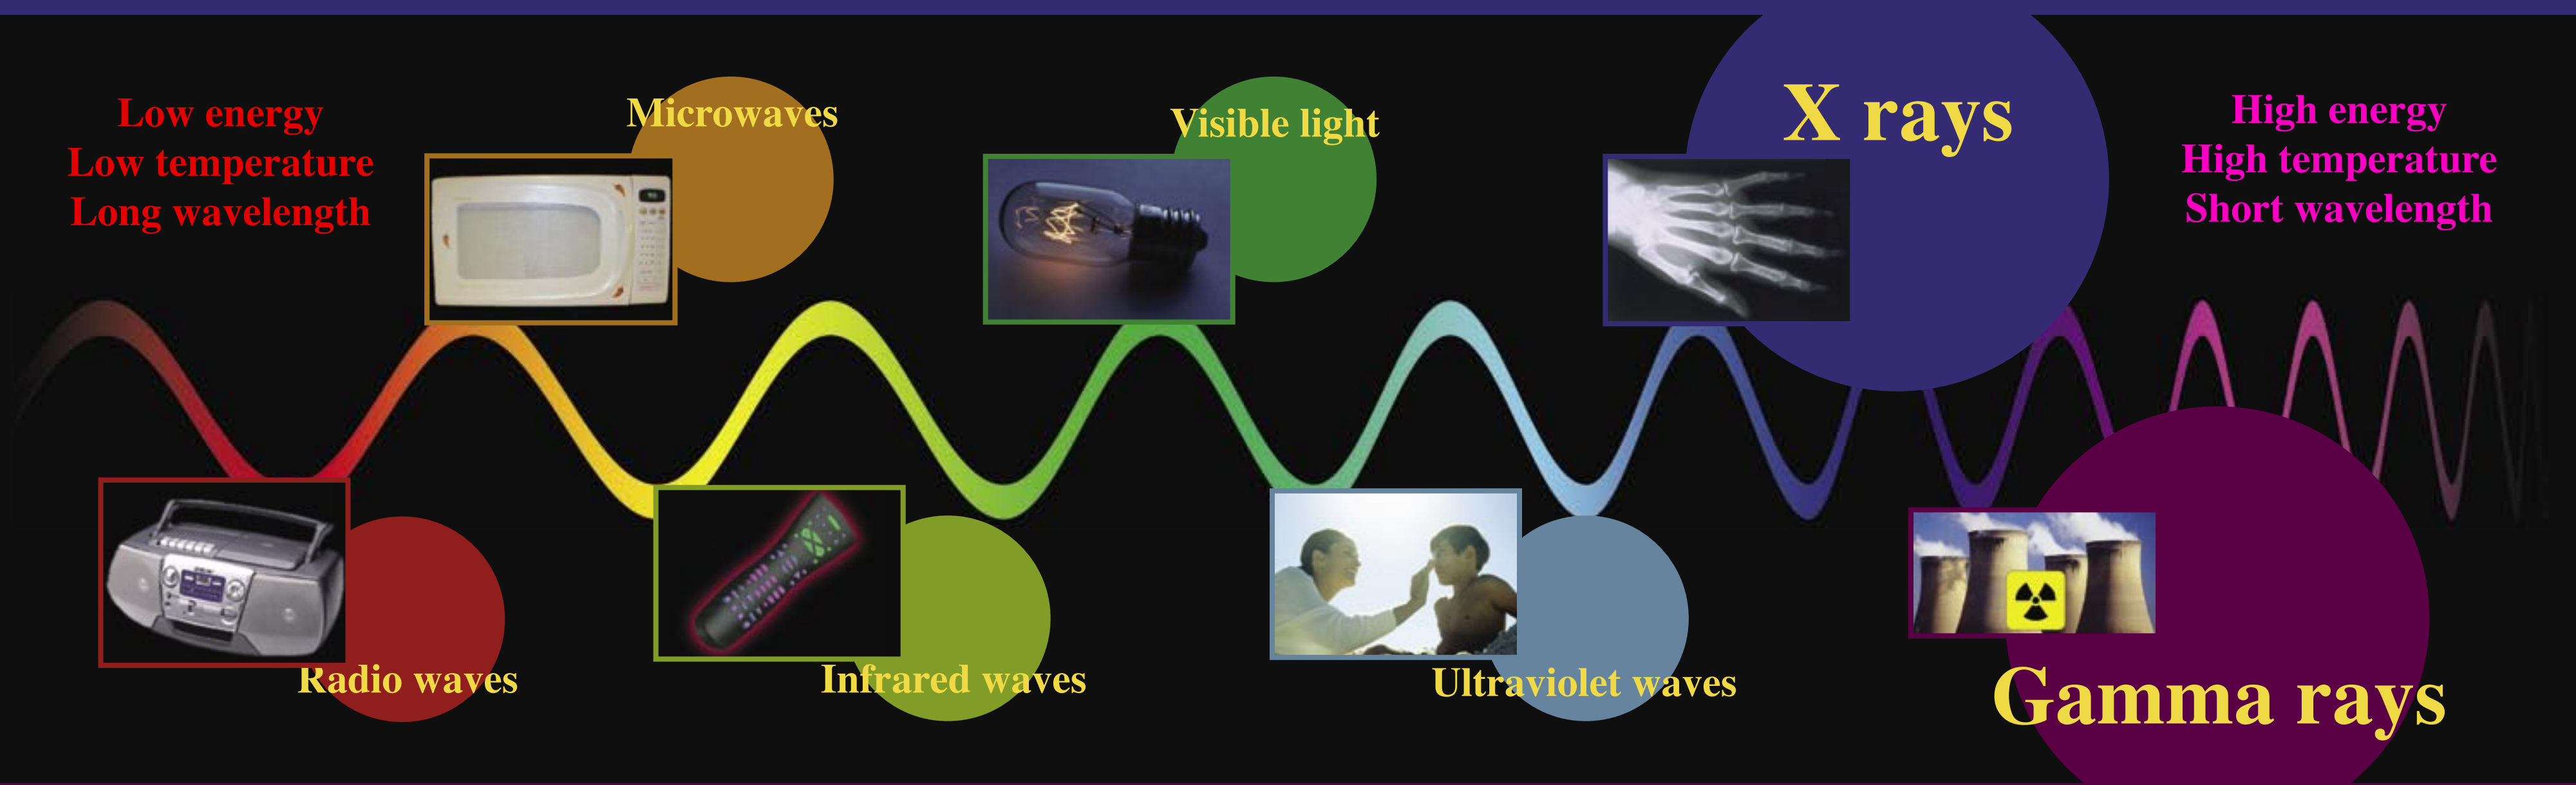 Low energy
Low temperature
Long wavelength
Microwaves
Visible light
X rays
High energy
High temperature
Short wavelength
Radio waves
Infrared waves
Ultraviolet waves
Gamma rays